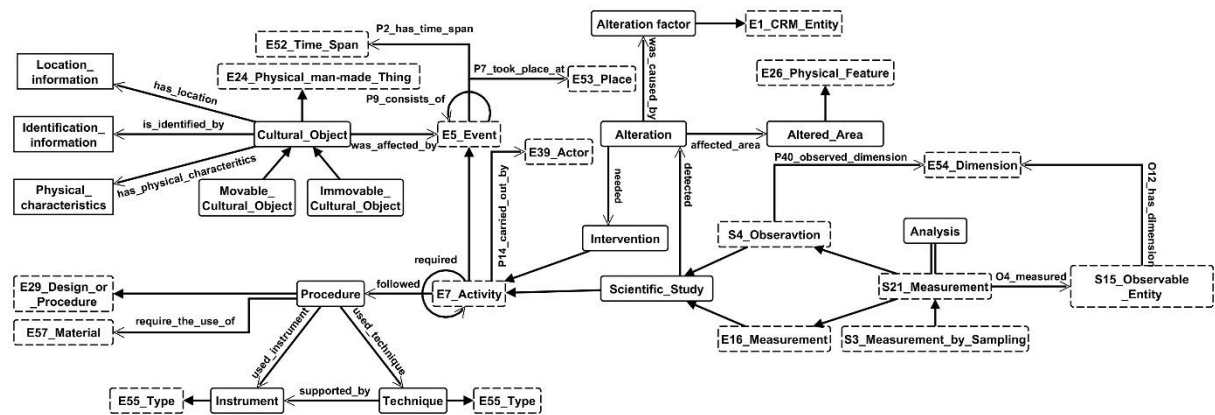 P2_has_time_span
Alteration factor
E1_CRM_Entity
E52_Time_Span
Location_
information
E24_Physical_man-made_Thing
P7_took_place_at
E53_Place
was_caused_by
E26_Physical_Feature
has_location
P9_consists_of
Identification_
information
is_identified_by
Cultural_Object
was_affected_by
E5_Event
Alteration
affected_area
Altered_Area
E39_Actor
P40_observed_dimension
E54_Dimension
has_physical_characteritics
Physical_
characteristics
Movable_
Cultural_Object
Immovable_
Cultural_Object
P14_carried_out_by
needed
detected
O12_has_dimension
Intervention
S4_Obseravtion
Analysis
required
E29_Design_or
_Procedure
Procedure
followed
E7_Activity
Scientific_Study
S21_Measurement
O4_measured
S15_Observable
_Entity
E57_Material
require_the_use_of
used_instrument
used_technique
E16_Measurement
S3_Measurement_by_Sampling
E55_Type
Instrument
supported_by
Technique
E55_Type